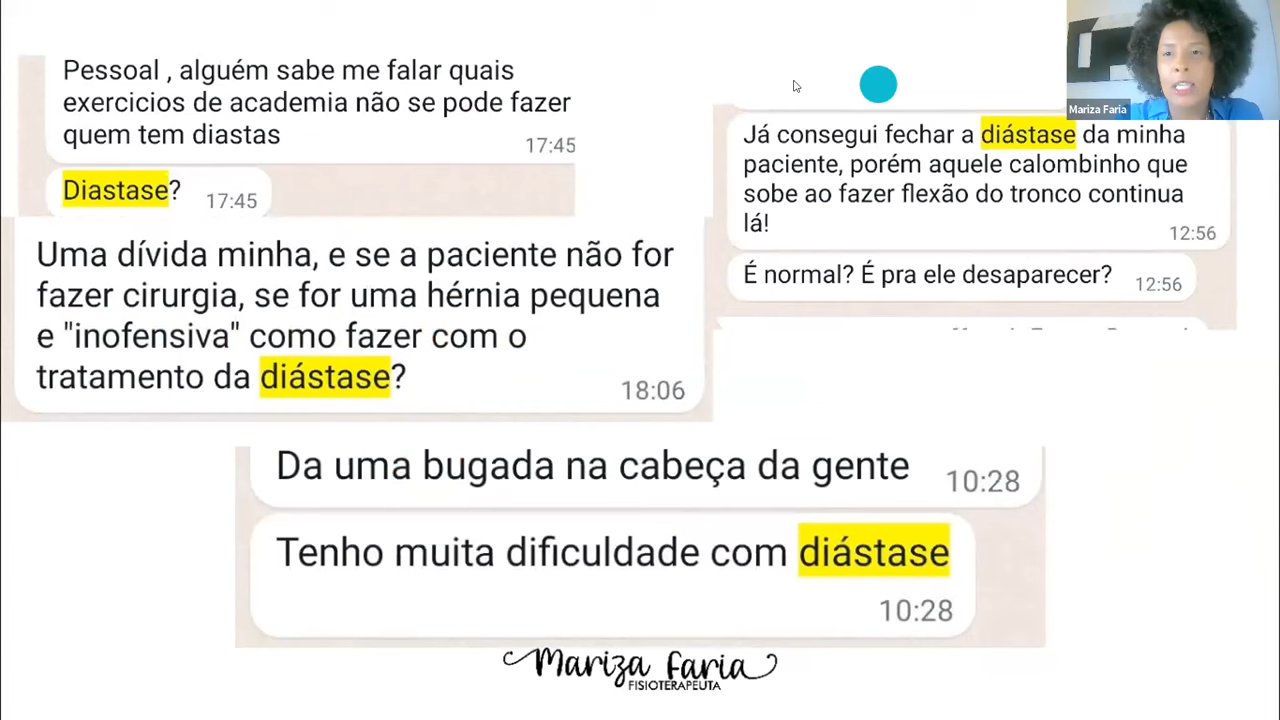 Pessoal , alguém sabe me falar quais
exercicios de academia não se pode fazer
quem tem diastas
17:45
Diastase?
17:45
Uma dívida minha, e se a paciente não for
fazer cirurgia, se for uma hérnia pequena
e "inofensiva" como fazer com o
tratamento da diástase?
18:06
Mariza Faria
Já consegui fechar a diástase da minha
paciente, porém aquele calombinho que
sobe ao fazer flexão do tronco continua
lá!
12:56
É normal? É pra ele desaparecer?
12:56
Da uma bugada na cabeça da gente
10:28
Tenho muita dificuldade com diástase
10:28
Mariza Faria
FISIOTERAPEUTA